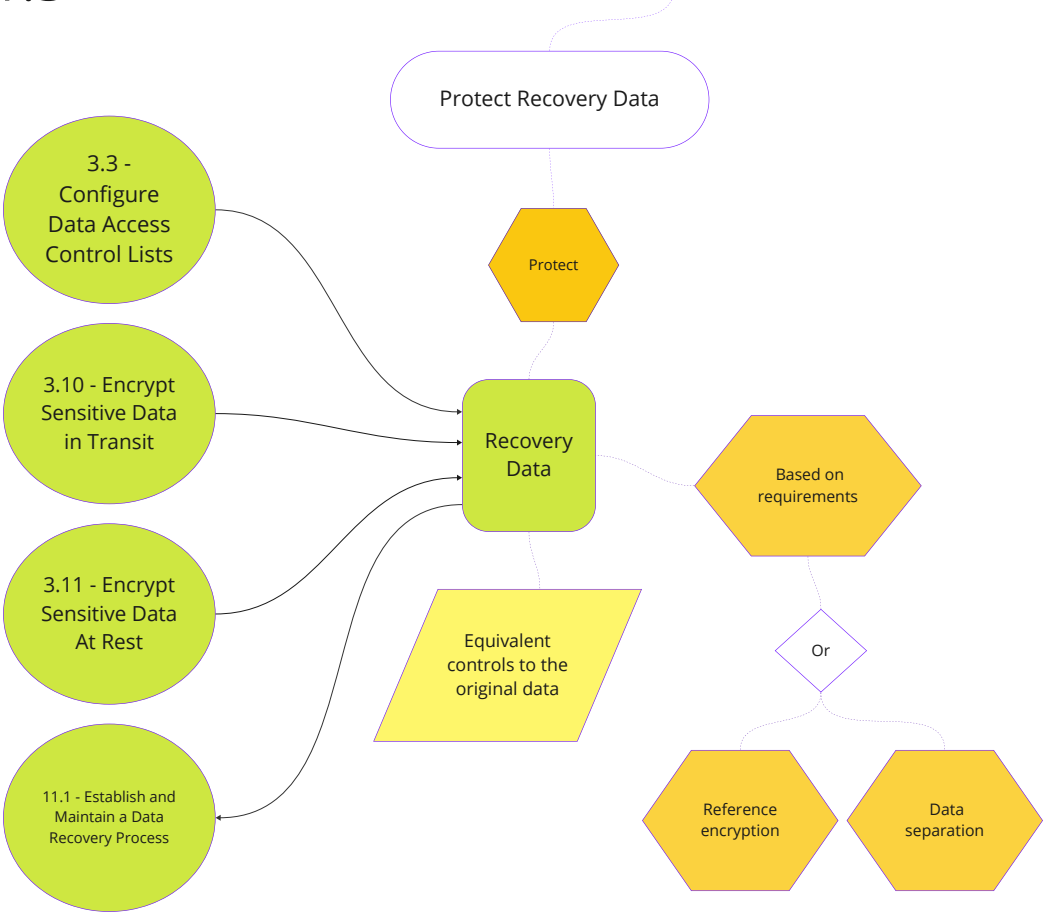 Protect Recovery Data
3.3 -
Configure
Data Access
Control Lists
Protect
3.10 - Encrypt
Sensitive Data
in Transit
Recovery
Data
Based on
requirements
3.11 - Encrypt
Sensitive Data
At Rest
Equivalent
controls to the
original data
Or
11.1 - Establish and
Maintain a Data
Recovery Process
Reference
encryption
Data
separation